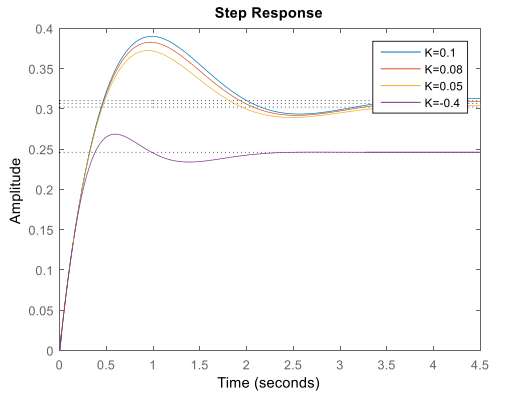 Step Response
0.4
0.35
0.3
0.25
0.2
0.15
0.1
0.05
0
Amplitude
K=0.1
K=0.08
K=0.05
K=-0.4
0 0.5 1 1.5 2 2.5 3 3.5 4 4.5
Time (seconds)